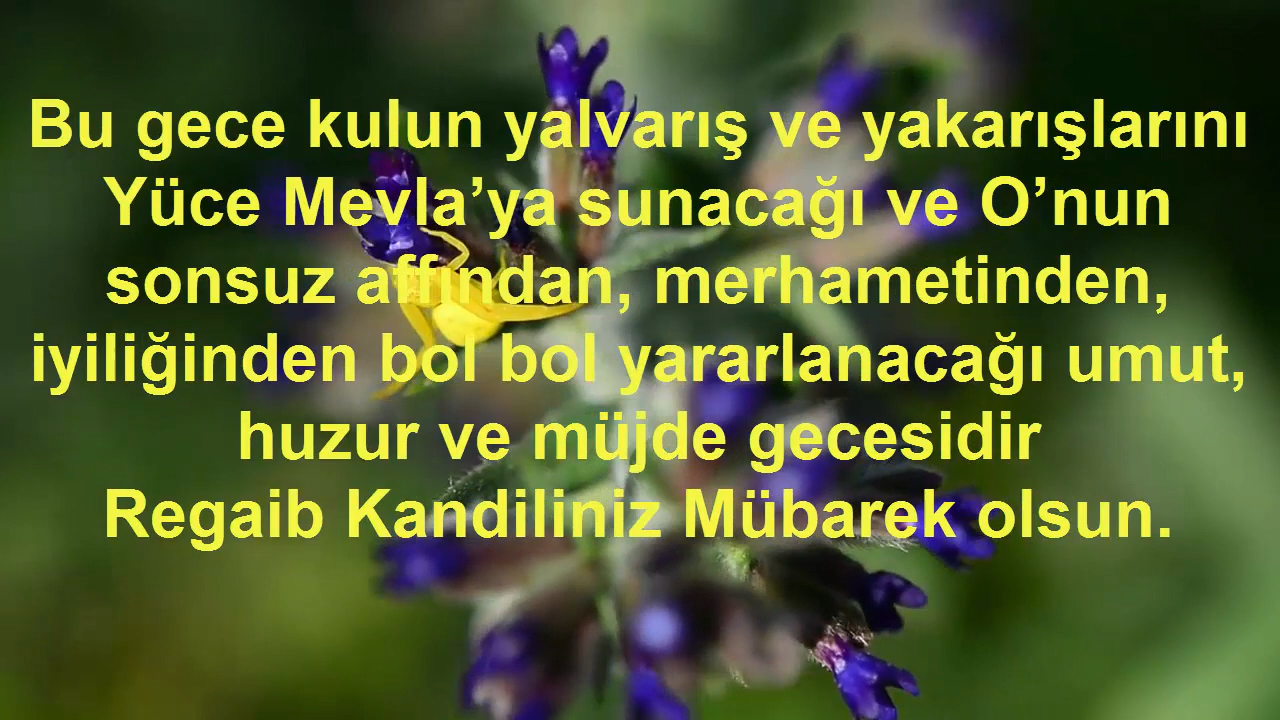 Bu gece kulun yalvarış ve yakarışlarını
Yüce Mevla’ya sunacağı ve O’nun
sonsuz affından, merhametinden,
iyiliğinden bol bol yararlanacağı umut,
huzur ve müjde gecesidir
Regaib Kandiliniz Mübarek olsun.